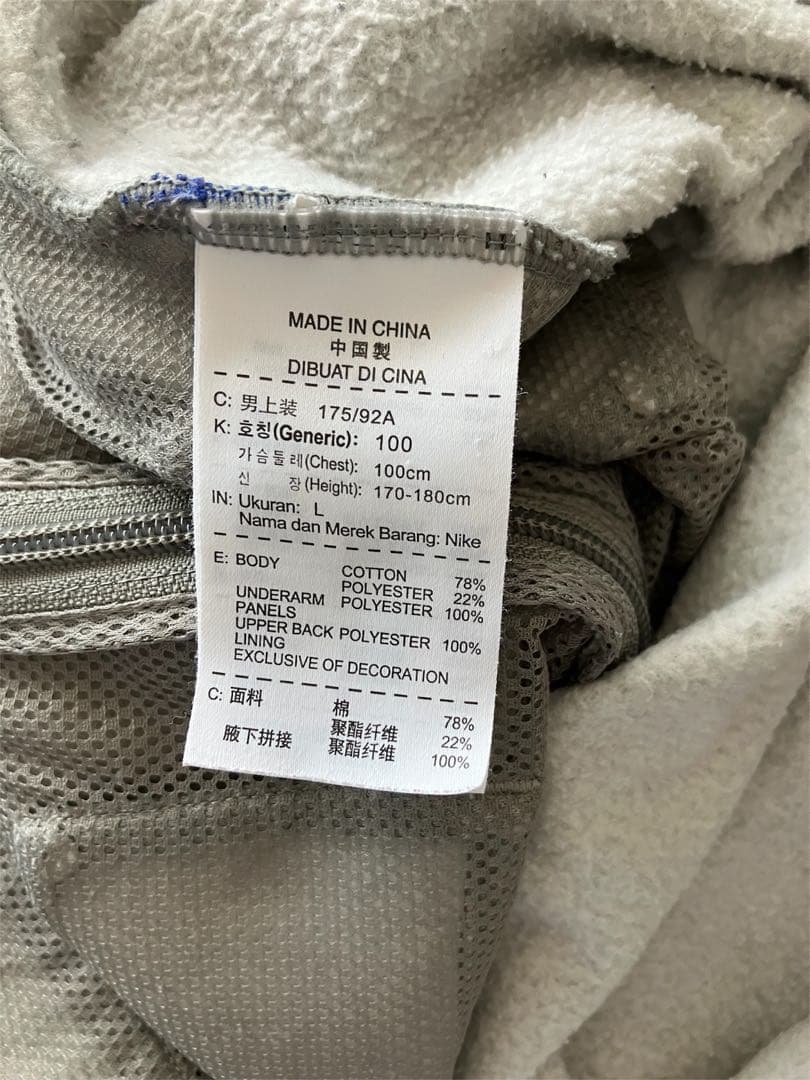 MADE IN CHINA
中国製
DIBUAT DI CINA
C: 男上装 175/92A
K: 호칭(Generic): 100
가슴둘레(Chest): 100cm
신 장(Height): 170-180cm
IN: Ukuran: L
Nama dan Merek Barang: Nike
E: BODY COTTON 78%
POLYESTER 22%
UNDERARM POLYESTER 100%
PANELS
UPPER BACK POLYESTER 100%
LINING
EXCLUSIVE OF DECORATION
C: 面料 棉 78%
聚酯纤维 22%
腋下拼接 聚酯纤维 100%